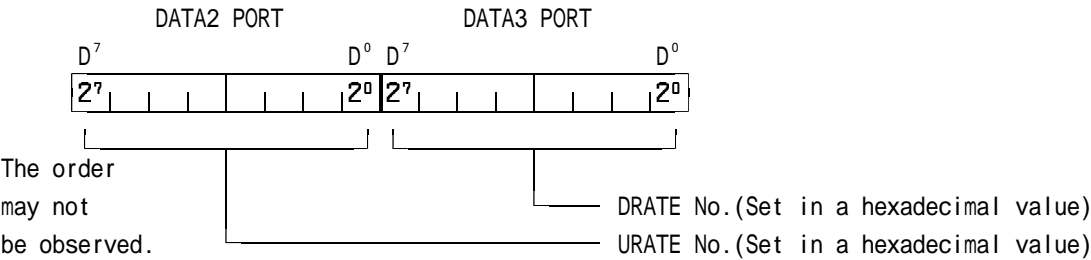 DATA2 PORT DATA3 PORT
D⁷ D⁰ D⁷ D⁰
2⁷ 2⁰ 2⁷ 2⁰
The order
may not DRATE No.(Set in a hexadecimal value)
be observed. URATE No.(Set in a hexadecimal value)